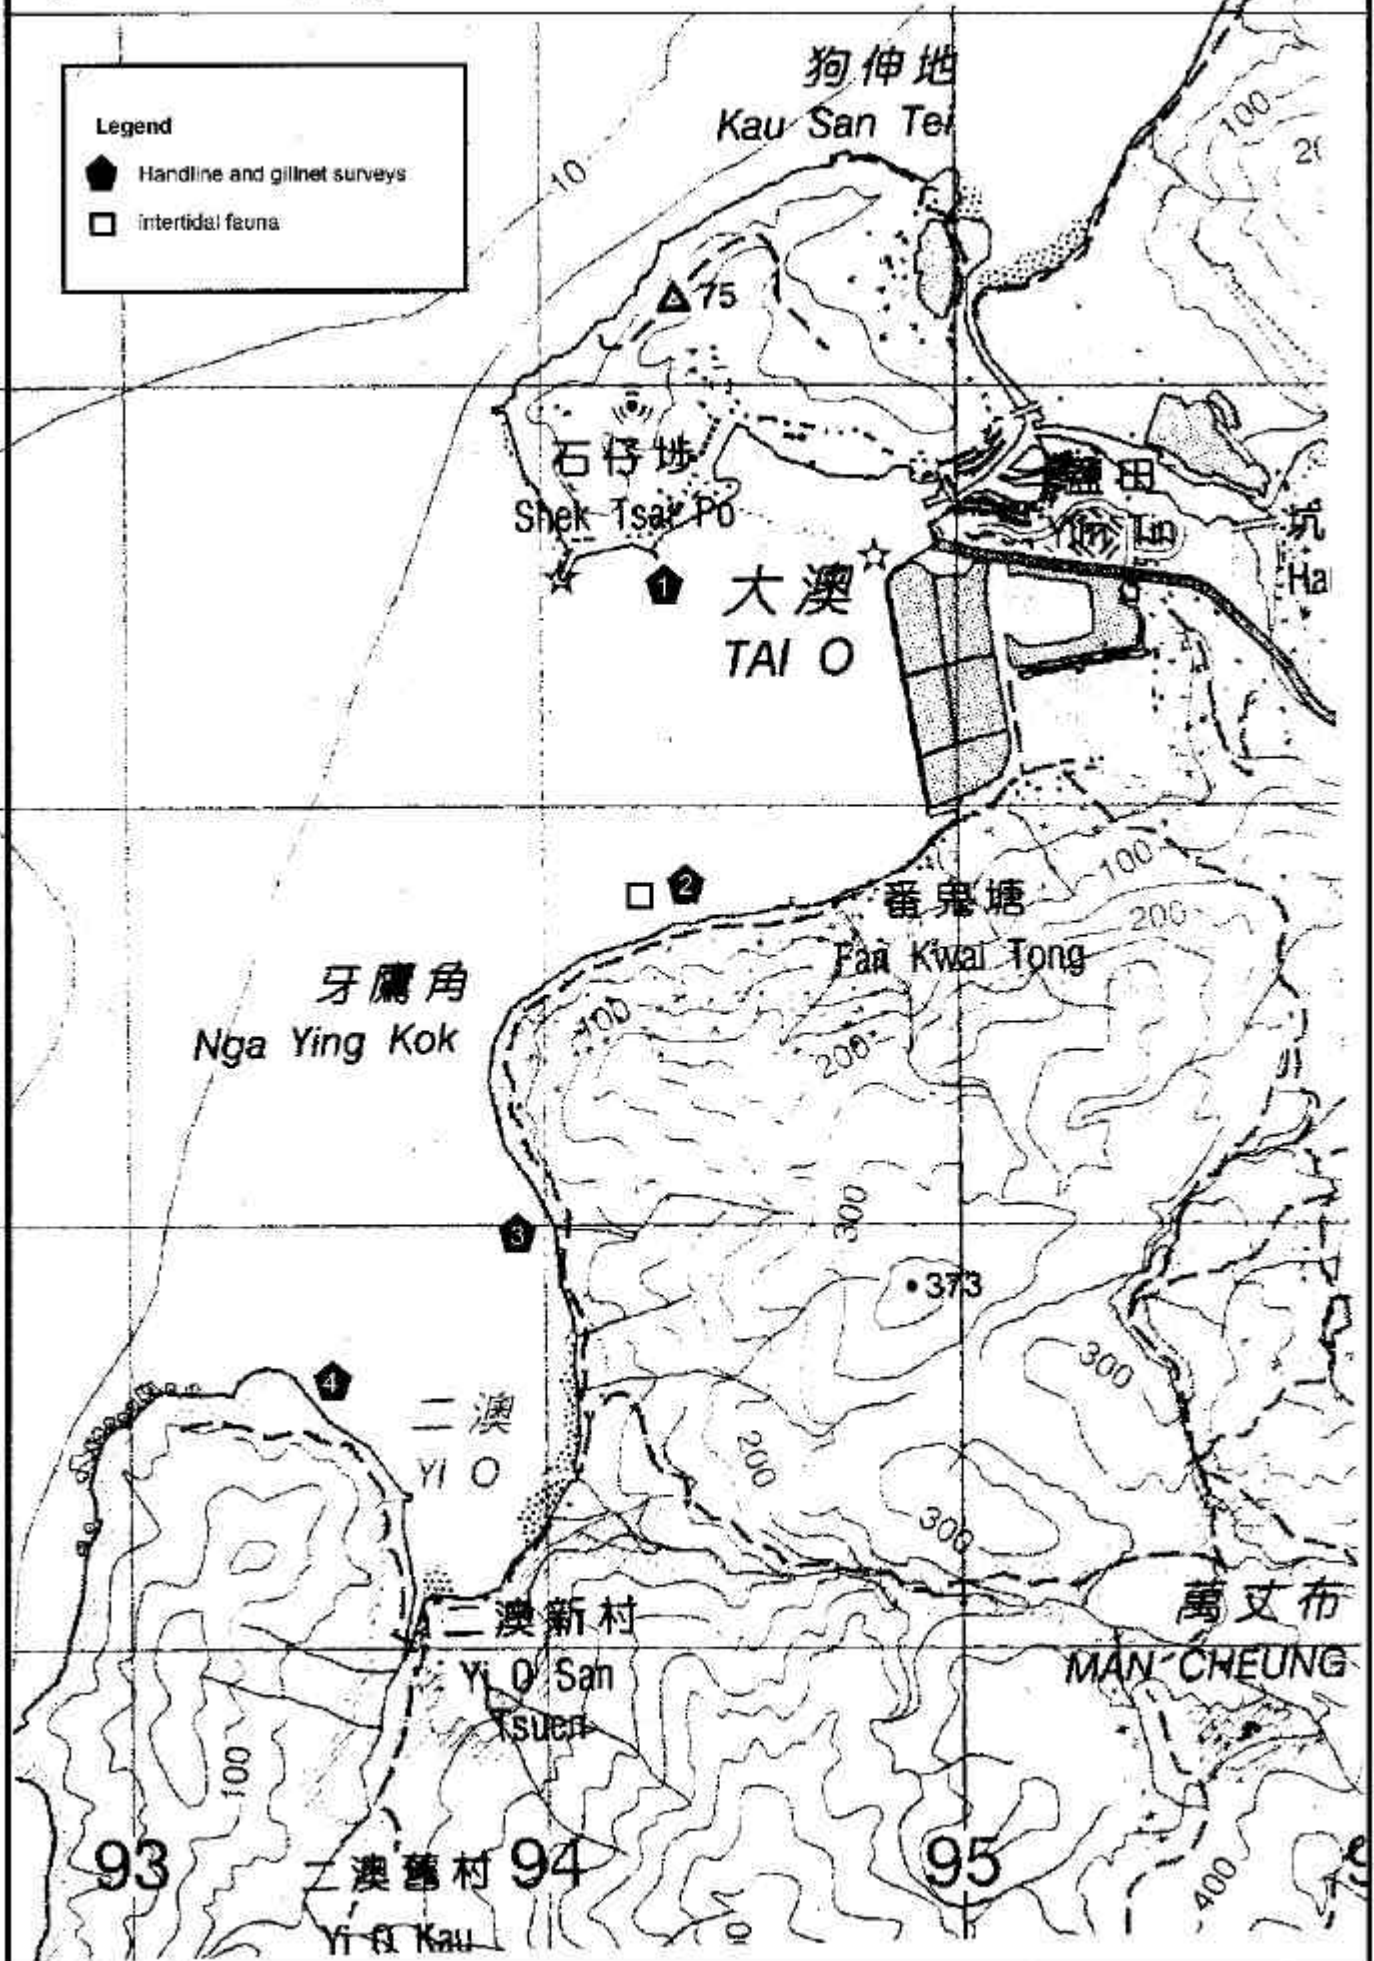 狗伸地
Kau San Tei
Legend
Handline and gillnet surveys
Intertidal fauna
100
10
75
石仔埗
Shek Tsai Po
鹽田
坑
1
大澳
TAI O
2
番鬼塘
Fan Kwai Tong
100
200
牙鷹角
Nga Ying Kok
100
200
300
3
373
300
4
二澳
YI O
200
300
二澳新村
Yi O San
Tsuen
萬丈布
MAN CHEUNG
100
93
94
95
二澳舊村
Yi O Kau
400